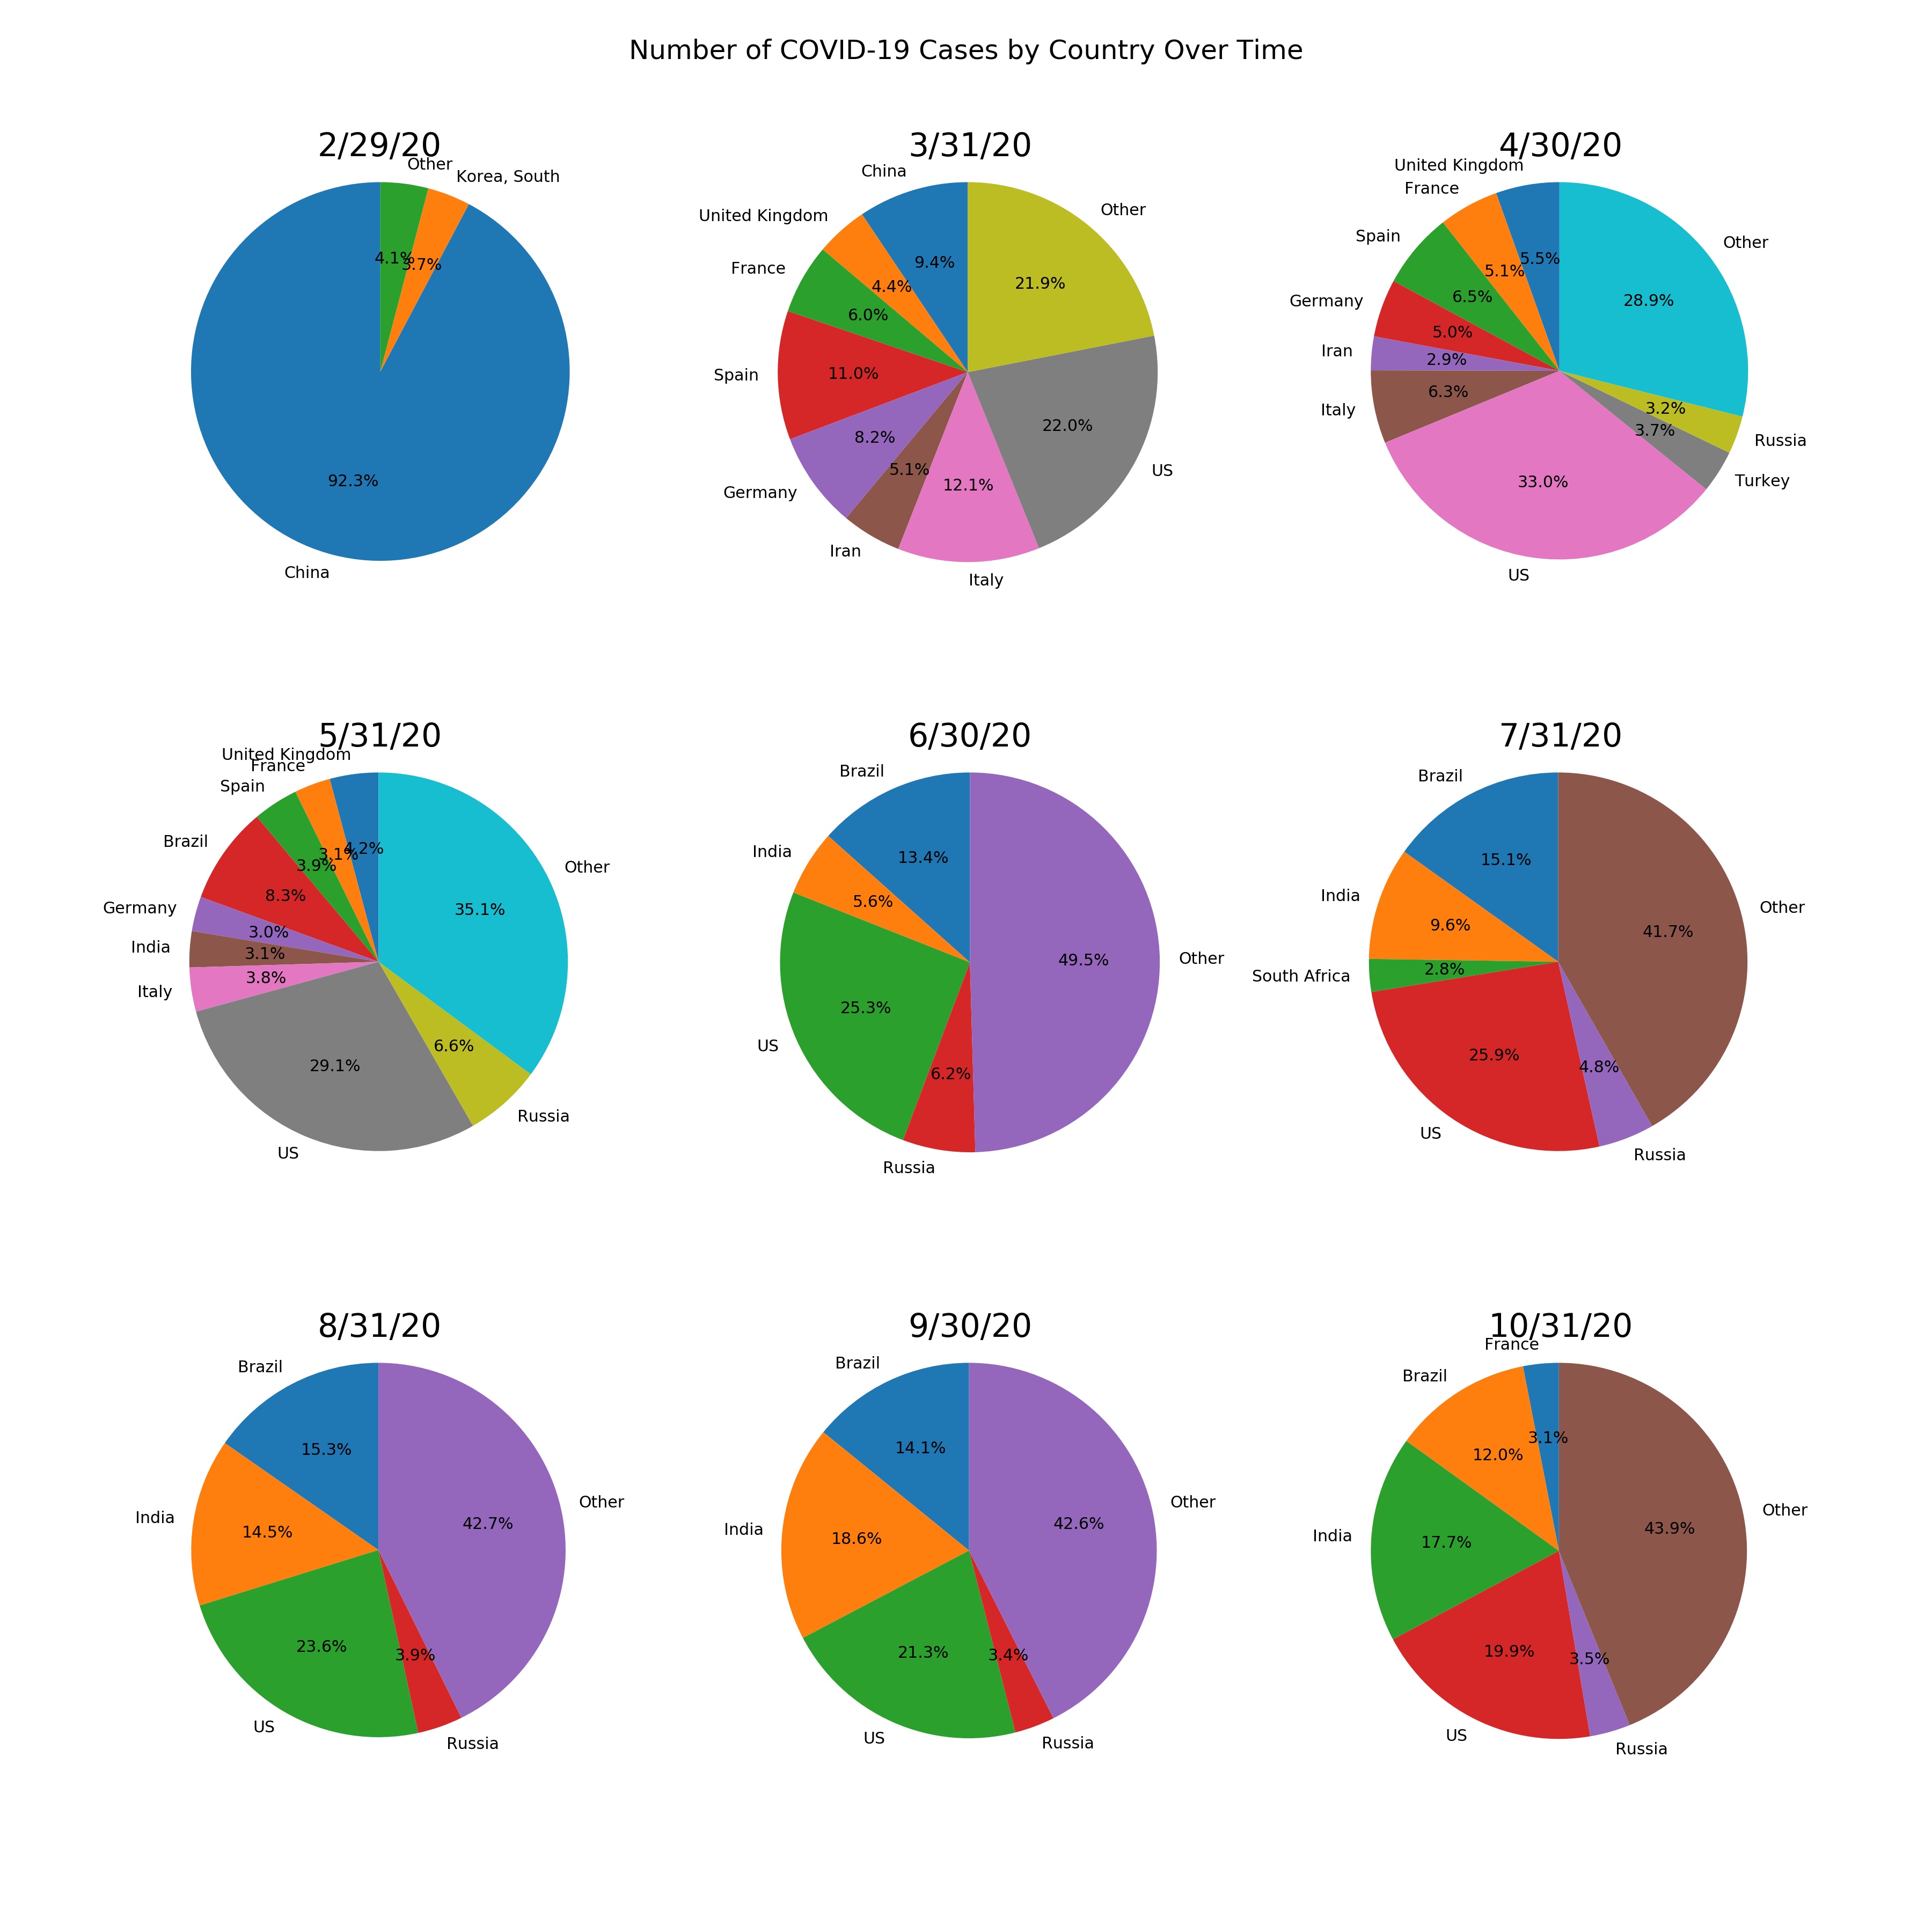 Number of COVID-19 Cases by Country Over Time
2/29/20
Other
Korea, South
4.1%
3.7%
92.3%
China
3/31/20
China
Other
United Kingdom
France
9.4%
21.9%
4.4%
6.0%
Spain
11.0%
22.0%
8.2%
US
5.1%
12.1%
Germany
Iran
Italy
4/30/20
United Kingdom
France
Spain
Other
5.5%
5.1%
6.5%
28.9%
Germany
5.0%
Iran
2.9%
6.3%
3.2%
Italy
3.7%
Russia
Turkey
33.0%
US
5/31/20
United Kingdom
France
Spain
Brazil
4.2%
3.1%
3.9%
Other
8.3%
35.1%
Germany
3.0%
India
3.1%
3.8%
Italy
6.6%
29.1%
Russia
US
6/30/20
Brazil
India
13.4%
5.6%
49.5%
Other
25.3%
US
6.2%
Russia
7/31/20
Brazil
15.1%
India
9.6%
Other
41.7%
South Africa
2.8%
25.9%
4.8%
US
Russia
8/31/20
Brazil
15.3%
India
14.5%
42.7%
Other
23.6%
3.9%
US
Russia
9/30/20
Brazil
14.1%
India
18.6%
42.6%
Other
21.3%
3.4%
US
Russia
10/31/20
France
Brazil
3.1%
12.0%
India
17.7%
43.9%
Other
19.9%
3.5%
US
Russia